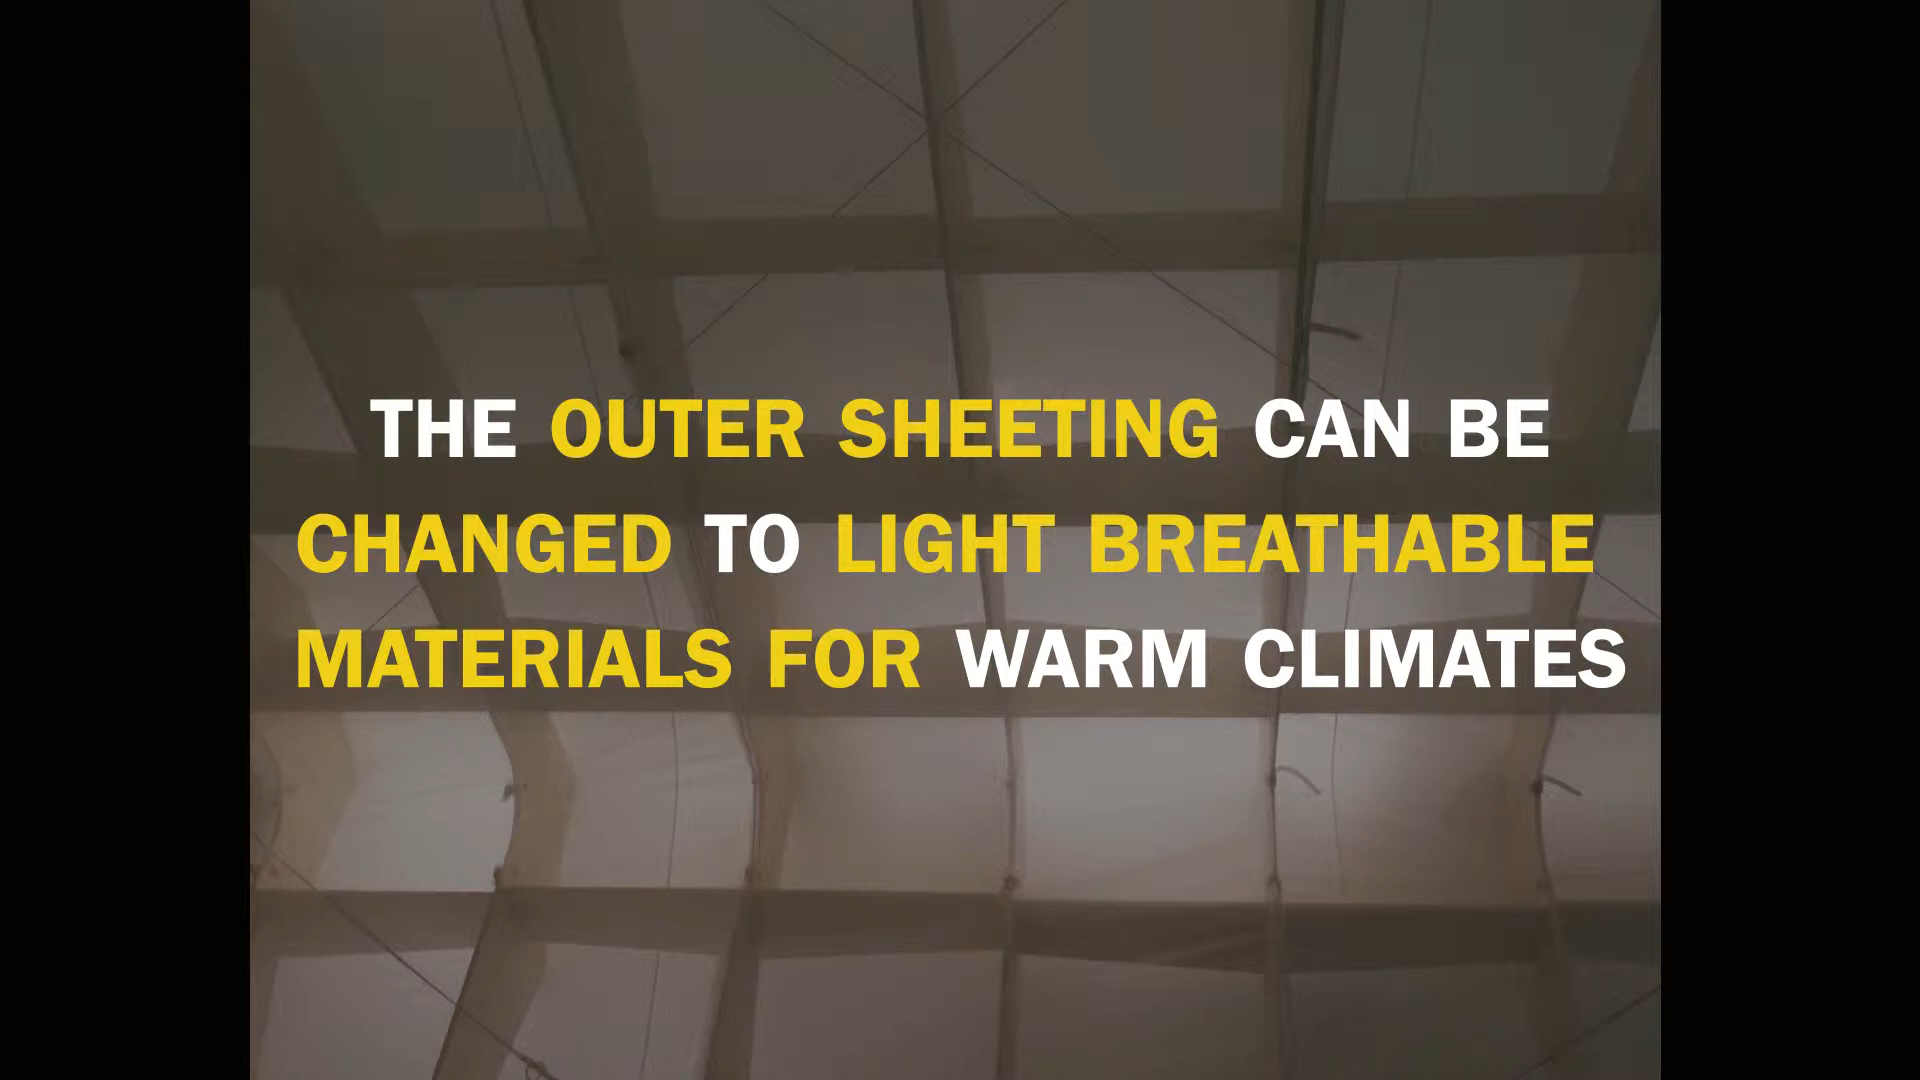 THE OUTER SHEETING CAN BE
CHANGED TO LIGHT BREATHABLE
MATERIALS FOR WARM CLIMATES